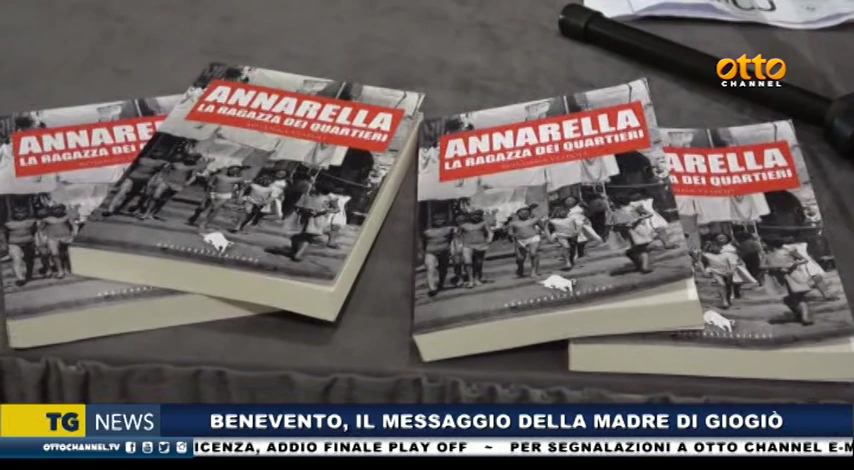 otto
CHANNEL
ANNARELLA
LA RAGAZZA DEI QUA
ANNARELLA
LA RAGAZZA DEI QUARTIERI
ANNARELLA
LA RAGAZZA DEI QUARTIERI
ARELLA
DEI QUARTIERI
TG NEWS
BENEVENTO, IL MESSAGGIO DELLA MADRE DI GIOGIÒ
OTTOCHANNEL.TV
ICENZA, ADDIO FINALE PLAY OFF ~ PER SEGNALAZIONI A OTTO CHANNEL E-M